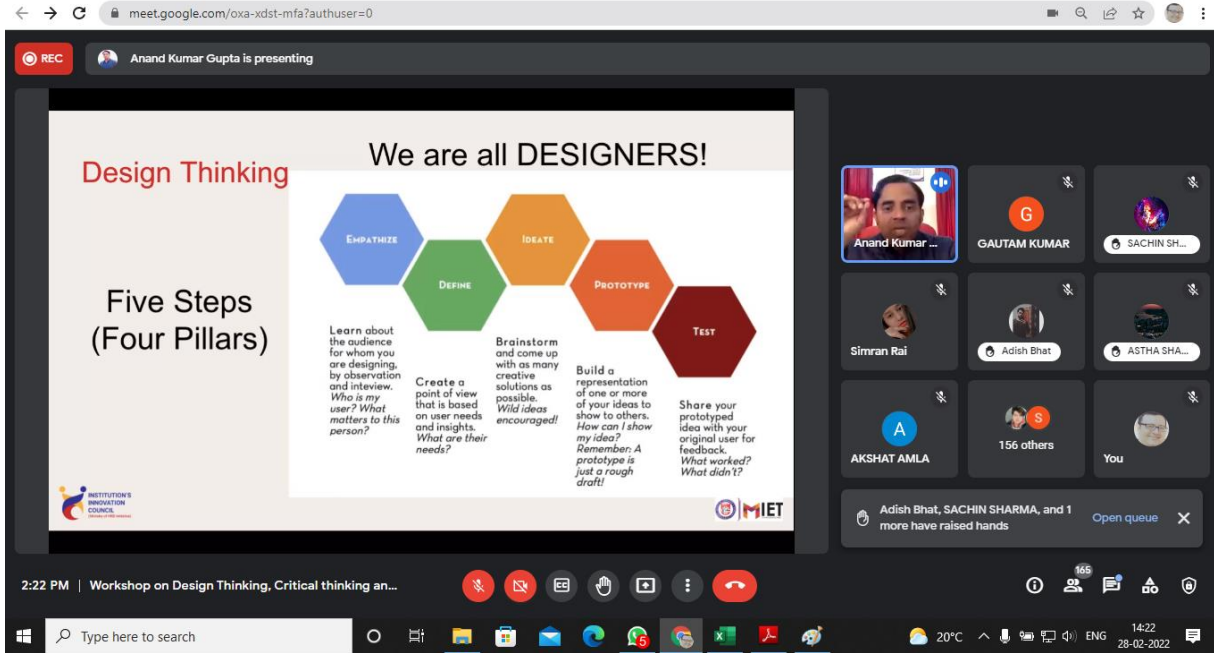 meet.google.com/oxa-xdst-mfa?authuser=0
REC
Anand Kumar Gupta is presenting
We are all DESIGNERS!
Design Thinking
Five Steps
(Four Pillars)
EMPATHIZE
DEFINE
IDEATE
PROTOTYPE
TEST
Learn about
the audience
for whom you
are designing,
by observation
and inteview.
Who is my
user? What
matters to this
person?
Create a
point of view
that is based
on user needs
and insights.
What are their
needs?
Brainstorm
and come up
with as many
creative
solutions as
possible.
Wild ideas
encouraged!
Build a
representation
of one or more
of your ideas to
show to others.
How can I show
my idea?
Remember: A
prototype is
just a rough
draft!
Share your
prototyped
idea with your
original user for
feedback.
What worked?
What didn't?
INSTITUTION'S
INNOVATION
COUNCIL
MIET
Anand Kumar ...
G
GAUTAM KUMAR
SACHIN SH...
Simran Rai
Adish Bhat
ASTHA SHA...
A
AKSHAT AMLA
S
156 others
You
Adish Bhat, SACHIN SHARMA, and 1
more have raised hands
Open queue
2:22 PM | Workshop on Design Thinking, Critical thinking an...
CC
165
Type here to search
5
20°C
ENG
14:22
28-02-2022